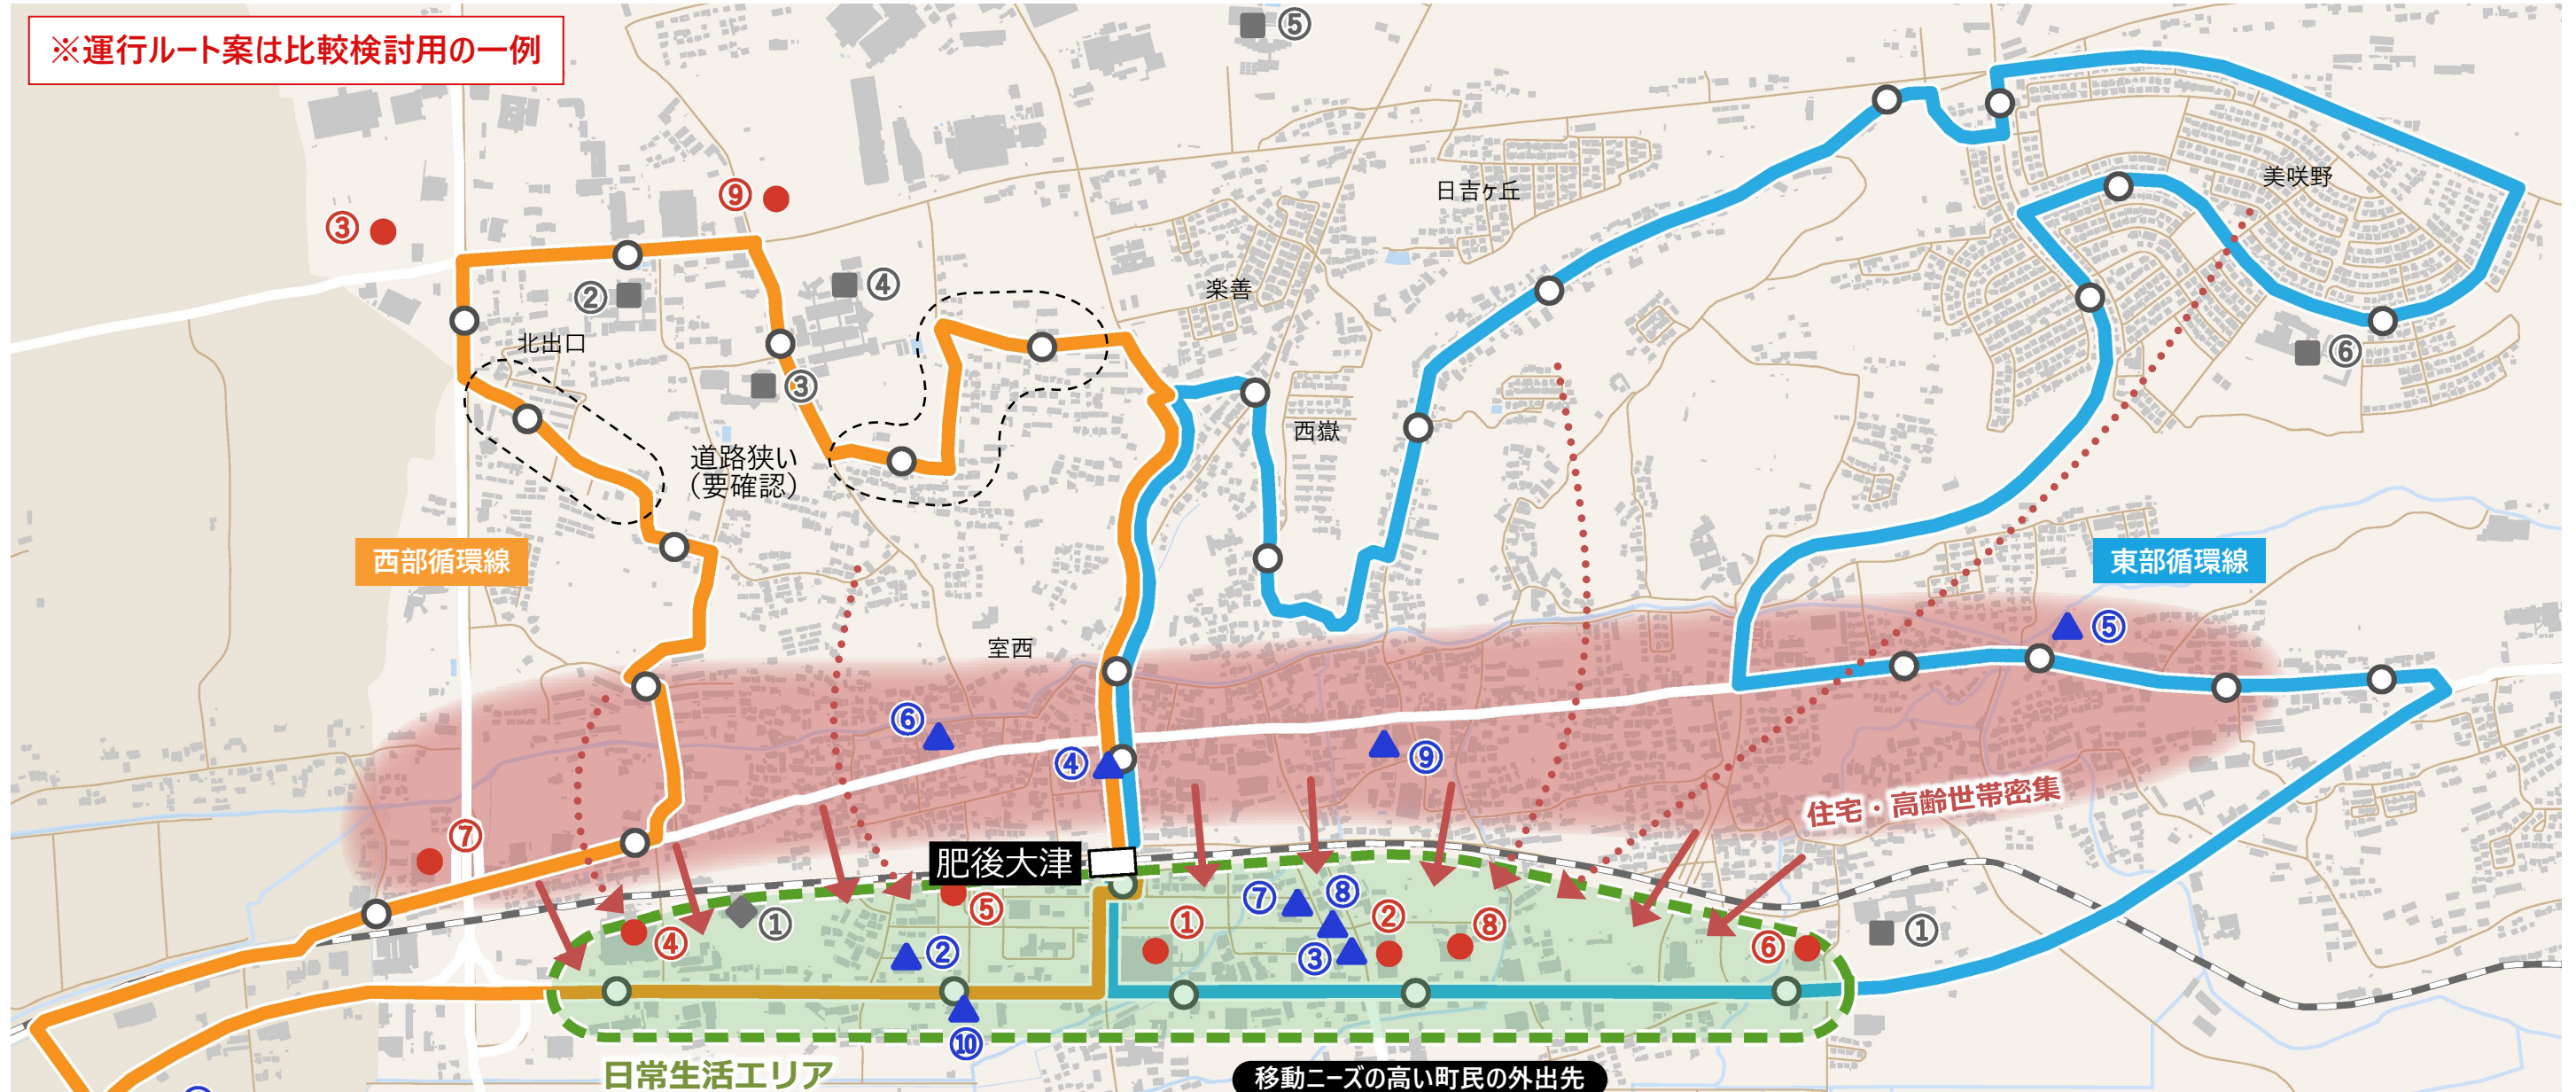 ※運行ルート案は比較検討用の一例
⑤
⑨
③
美咲野
日吉ヶ丘
④
②
楽善
北出口
⑥
③
西嶽
道路狭い
（要確認）
西部循環線
東部循環線
⑤
室西
⑥
④
⑨
住宅・高齢世帯密集
⑦
肥後大津
⑤
①
④
②
①
⑦
⑧
③
②
⑧
⑥
①
⑩
日常生活エリア
移動ニーズの高い町民の外出先